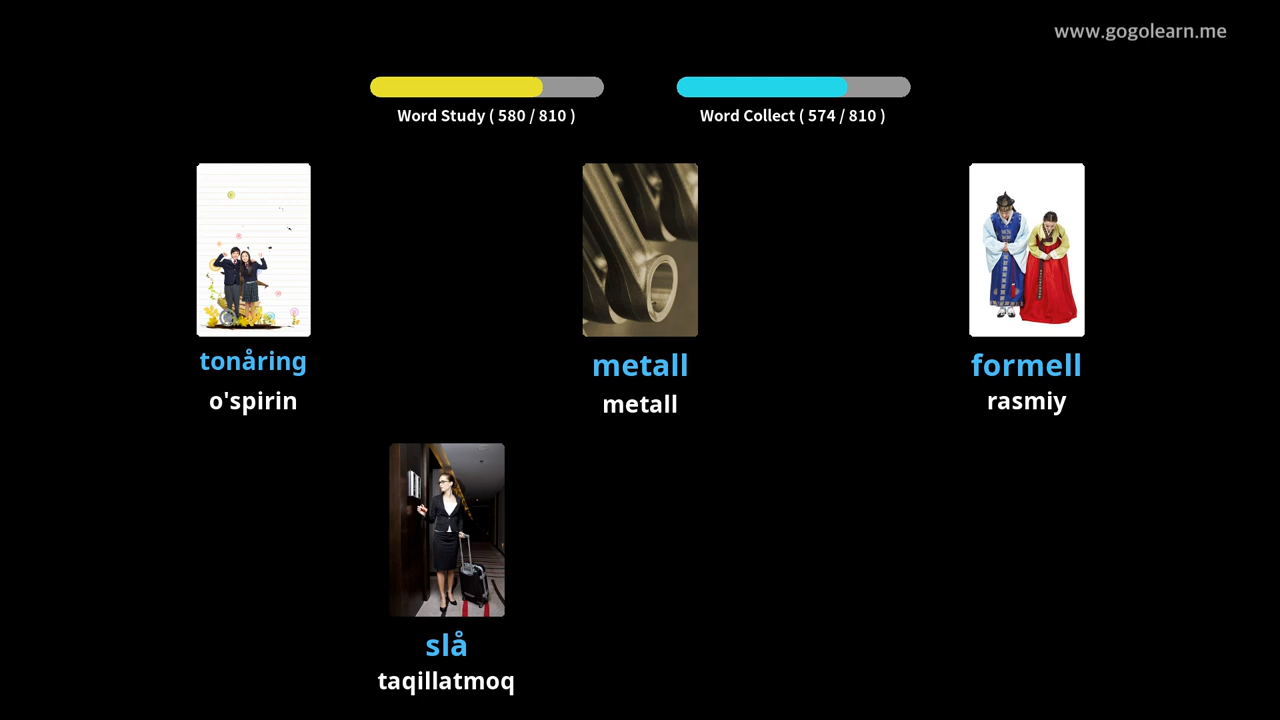 www.gogolearn.me
Word Study ( 580 / 810 )
Word Collect ( 574 / 810 )
tonåring
o'spirin
metall
metall
formell
rasmiy
slå
taqillatmoq